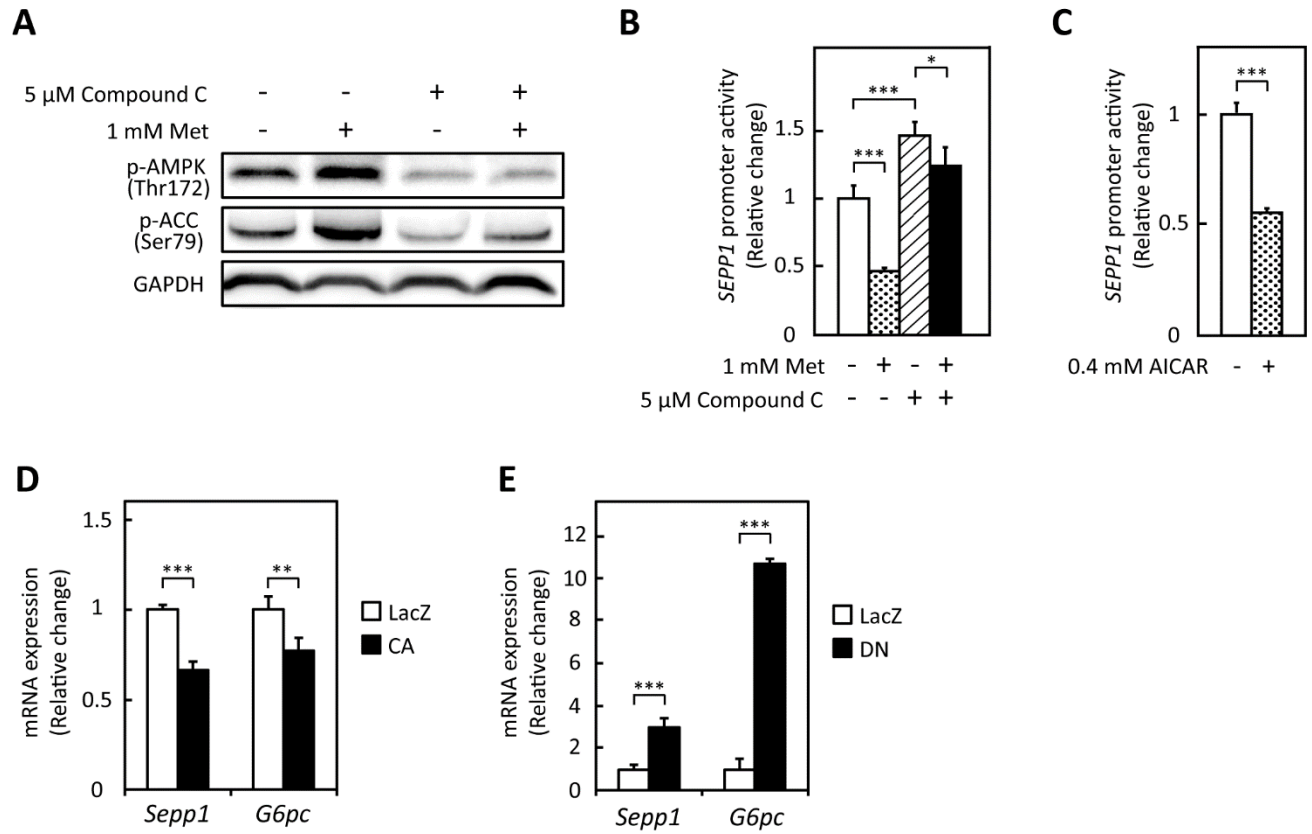 A
5 µM Compound C - - + +
1 mM Met - + - +
p-AMPK
(Thr172)
p-ACC
(Ser79)
GAPDH
B
SEPP1 promoter activity
(Relative change)
1.5
1
0.5
0
***
***
*
1 mM Met - + - +
5 µM Compound C - - + +
C
SEPP1 promoter activity
(Relative change)
1
0.5
0
***
0.4 mM AICAR - +
D
mRNA expression
(Relative change)
1.5
1
0.5
0
***
**
Sepp1 G6pc
LacZ
CA
E
mRNA expression
(Relative change)
12
10
8
6
4
2
0
***
***
Sepp1 G6pc
LacZ
DN